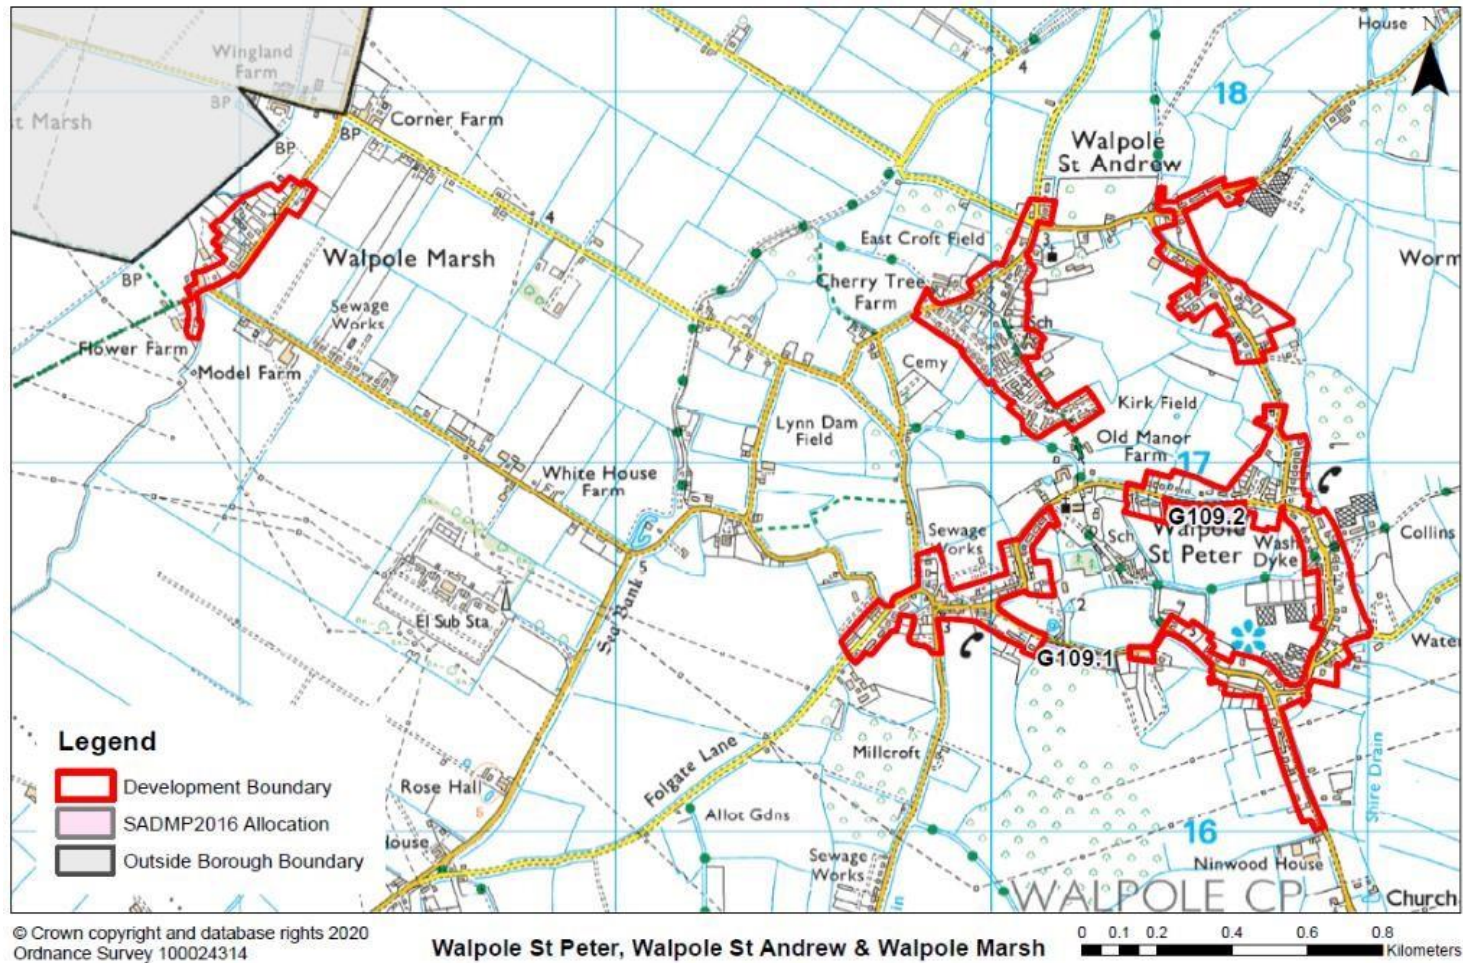 House
N
Wingland
Farm
BP
18
4
st Marsh
Corner Farm
BP
BP
Walpole
St Andrew
4
3
East Croft Field
Walpole Marsh
Worm
BP
Cherry Tree
Farm
Sewage
Works
Sch
Flower Farm
Model Farm
Cemy
Kirk Field
Lynn Dam
Field
Old Manor
Farm
17
White House
Farm
G109.2
Walpole
St Peter
Sewage
Works
Sch
Wash
Dyke
Collins
5
Sea Bank
El Sub Sta
2
3
Water
G109.1
Legend
Development Boundary
SADMP2016 Allocation
Outside Borough Boundary
Folgate Lane
Millcroft
Rose Hall
Shire Drain
Allot Gdns
16
House
Sewage
Works
Ninwood House
WALPOLE CP
Church
in
© Crown copyright and database rights 2020
Ordnance Survey 100024314
Walpole St Peter, Walpole St Andrew & Walpole Marsh
0 0.1 0.2 0.4 0.6 0.8
Kilometers